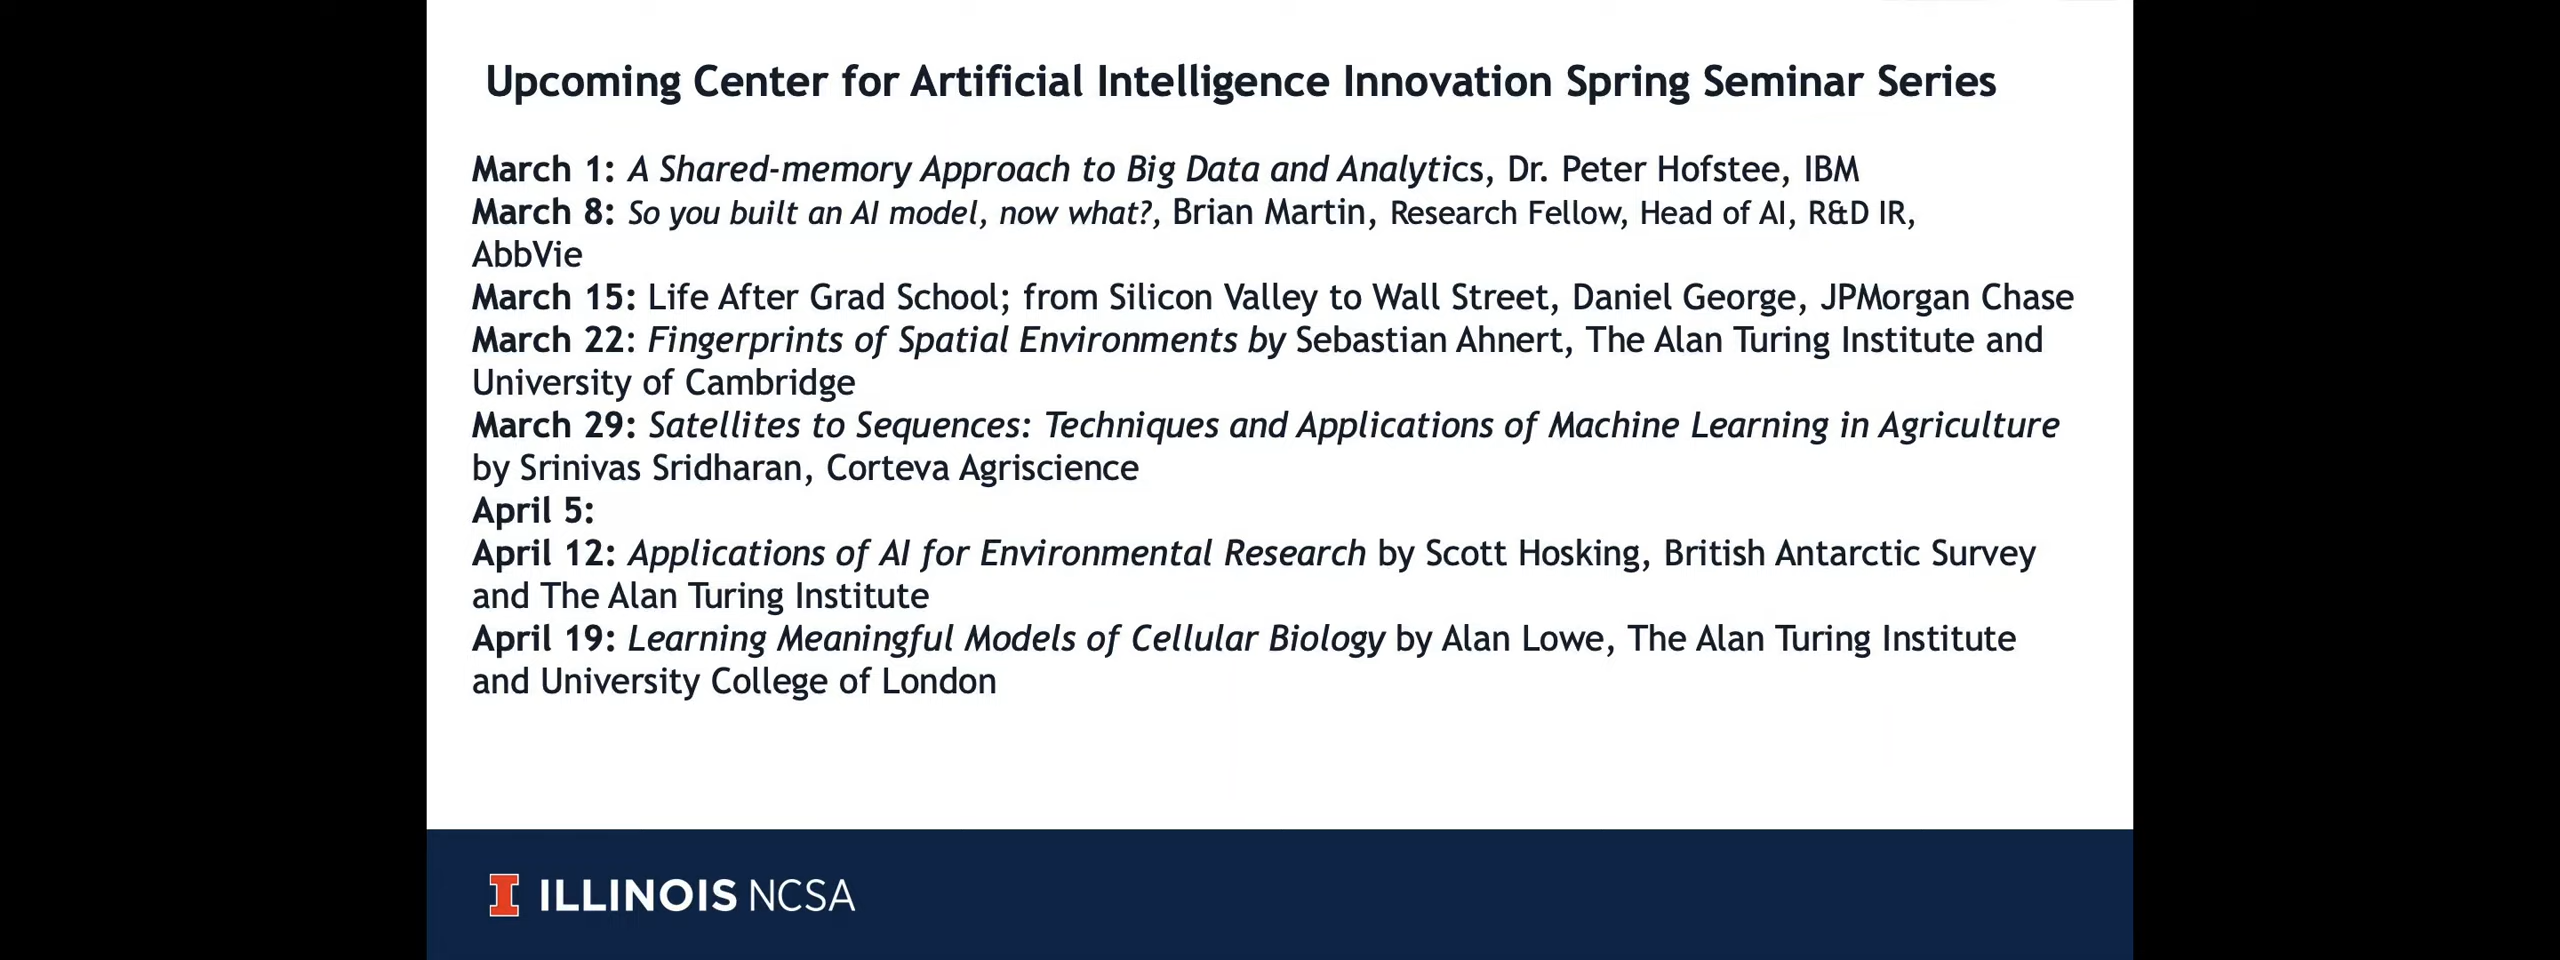 Upcoming Center for Artificial Intelligence Innovation Spring Seminar Series
March 1: A Shared-memory Approach to Big Data and Analytics, Dr. Peter Hofstee, IBM
March 8: So you built an AI model, now what?, Brian Martin, Research Fellow, Head of AI, R&D IR,
AbbVie
March 15: Life After Grad School; from Silicon Valley to Wall Street, Daniel George, JPMorgan Chase
March 22: Fingerprints of Spatial Environments by Sebastian Ahnert, The Alan Turing Institute and
University of Cambridge
March 29: Satellites to Sequences: Techniques and Applications of Machine Learning in Agriculture
by Srinivas Sridharan, Corteva Agriscience
April 5:
April 12: Applications of AI for Environmental Research by Scott Hosking, British Antarctic Survey
and The Alan Turing Institute
April 19: Learning Meaningful Models of Cellular Biology by Alan Lowe, The Alan Turing Institute
and University College of London
I ILLINOIS NCSA